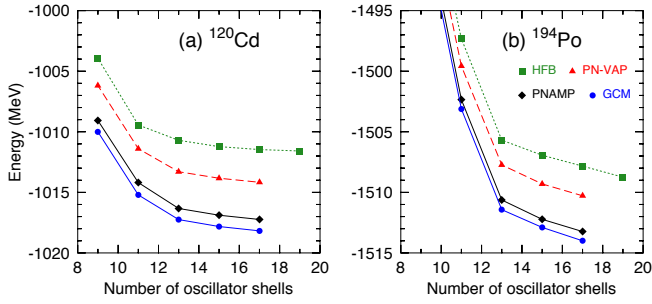 -1000
-1005
-1010
-1015
-1020
Energy (MeV)
8 10 12 14 16 18 20
Number of oscillator shells
(a) ¹²⁰Cd
-1495
-1500
-1505
-1510
-1515
8 10 12 14 16 18 20
Number of oscillator shells
(b) ¹⁹⁴Po
HFB PN-VAP
PNAMP GCM